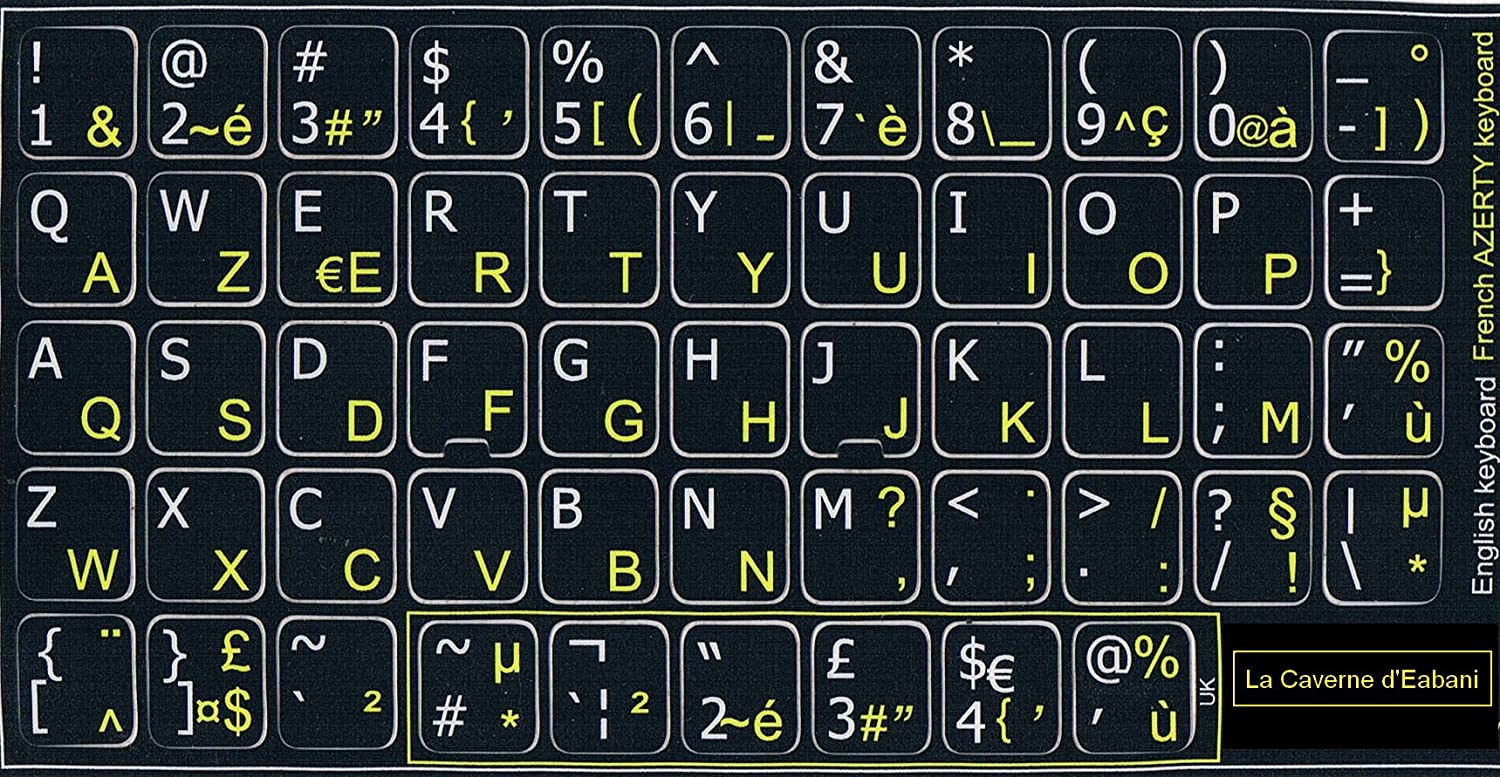 ! @ # $ % ^ & * ( ) _ °
1 & 2 ~ é 3 # " 4 { ' 5 [ ( 6 | - 7 ` è 8 \ _ 9 ^ ç 0 @ à - ] )
Q W E R T Y U I O P +
A Z € E R T Y U I O P = }
A S D F G H J K L : " %
Q S D F G H J K L ; M ' ù
Z X C V B N M ? < . > / ? § | µ
W X C V B N , , ; . : / ! \ *
{ ¨ } £ ~ ~ µ ¬ " £ $ € @ %
[ ^ ] ¤ $ ` ² # * ` ¦ ² 2 ~ é 3 # " 4 { ' ' ù
UK
English keyboard French AZERTY keyboard
La Caverne d'Eabani